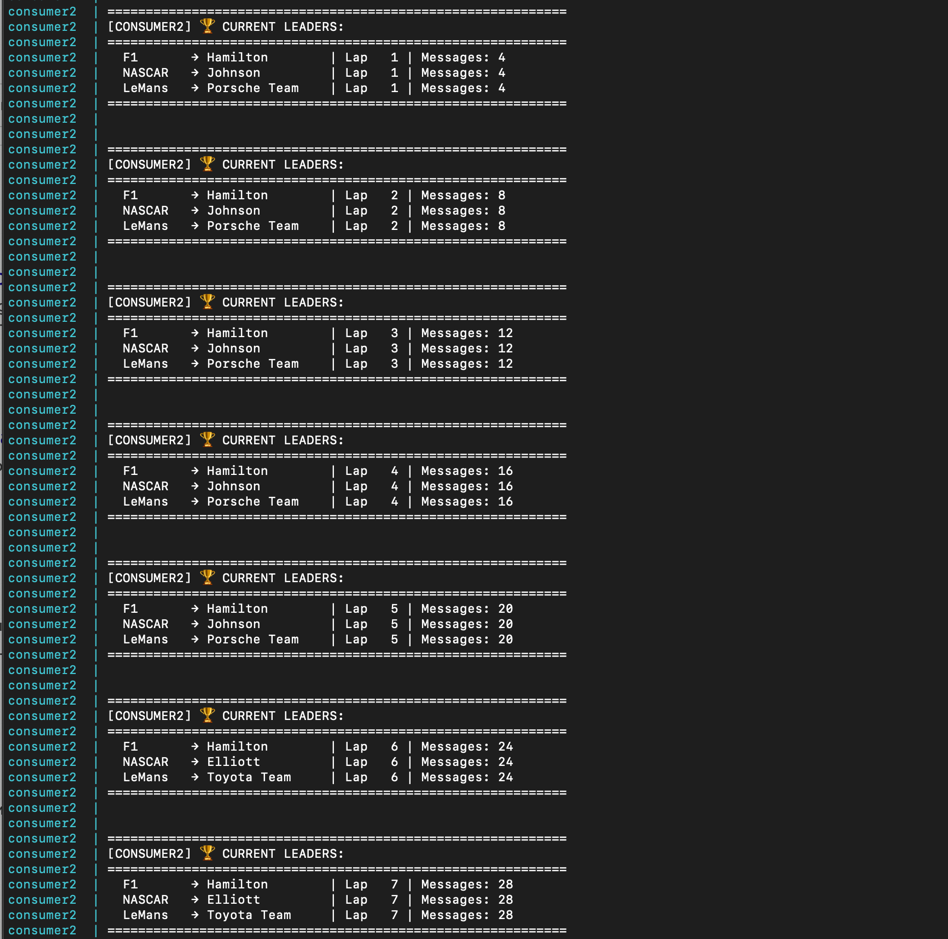 consumer2 | ============================================================
consumer2 | [CONSUMER2] 🏆 CURRENT LEADERS:
consumer2 | ============================================================
consumer2 |   F1       → Hamilton        | Lap   1 | Messages: 4
consumer2 |   NASCAR   → Johnson         | Lap   1 | Messages: 4
consumer2 |   LeMans   → Porsche Team    | Lap   1 | Messages: 4
consumer2 | ============================================================
consumer2 |
consumer2 |
consumer2 | ============================================================
consumer2 | [CONSUMER2] 🏆 CURRENT LEADERS:
consumer2 | ============================================================
consumer2 |   F1       → Hamilton        | Lap   2 | Messages: 8
consumer2 |   NASCAR   → Johnson         | Lap   2 | Messages: 8
consumer2 |   LeMans   → Porsche Team    | Lap   2 | Messages: 8
consumer2 | ============================================================
consumer2 |
consumer2 |
consumer2 | ============================================================
consumer2 | [CONSUMER2] 🏆 CURRENT LEADERS:
consumer2 | ============================================================
consumer2 |   F1       → Hamilton        | Lap   3 | Messages: 12
consumer2 |   NASCAR   → Johnson         | Lap   3 | Messages: 12
consumer2 |   LeMans   → Porsche Team    | Lap   3 | Messages: 12
consumer2 | ============================================================
consumer2 |
consumer2 |
consumer2 | ============================================================
consumer2 | [CONSUMER2] 🏆 CURRENT LEADERS:
consumer2 | ============================================================
consumer2 |   F1       → Hamilton        | Lap   4 | Messages: 16
consumer2 |   NASCAR   → Johnson         | Lap   4 | Messages: 16
consumer2 |   LeMans   → Porsche Team    | Lap   4 | Messages: 16
consumer2 | ============================================================
consumer2 |
consumer2 |
consumer2 | ============================================================
consumer2 | [CONSUMER2] 🏆 CURRENT LEADERS:
consumer2 | ============================================================
consumer2 |   F1       → Hamilton        | Lap   5 | Messages: 20
consumer2 |   NASCAR   → Johnson         | Lap   5 | Messages: 20
consumer2 |   LeMans   → Porsche Team    | Lap   5 | Messages: 20
consumer2 | ============================================================
consumer2 |
consumer2 |
consumer2 | ============================================================
consumer2 | [CONSUMER2] 🏆 CURRENT LEADERS:
consumer2 | ============================================================
consumer2 |   F1       → Hamilton        | Lap   6 | Messages: 24
consumer2 |   NASCAR   → Elliott         | Lap   6 | Messages: 24
consumer2 |   LeMans   → Toyota Team     | Lap   6 | Messages: 24
consumer2 | ============================================================
consumer2 |
consumer2 |
consumer2 | ============================================================
consumer2 | [CONSUMER2] 🏆 CURRENT LEADERS:
consumer2 | ============================================================
consumer2 |   F1       → Hamilton        | Lap   7 | Messages: 28
consumer2 |   NASCAR   → Elliott         | Lap   7 | Messages: 28
consumer2 |   LeMans   → Toyota Team     | Lap   7 | Messages: 28
consumer2 | ============================================================